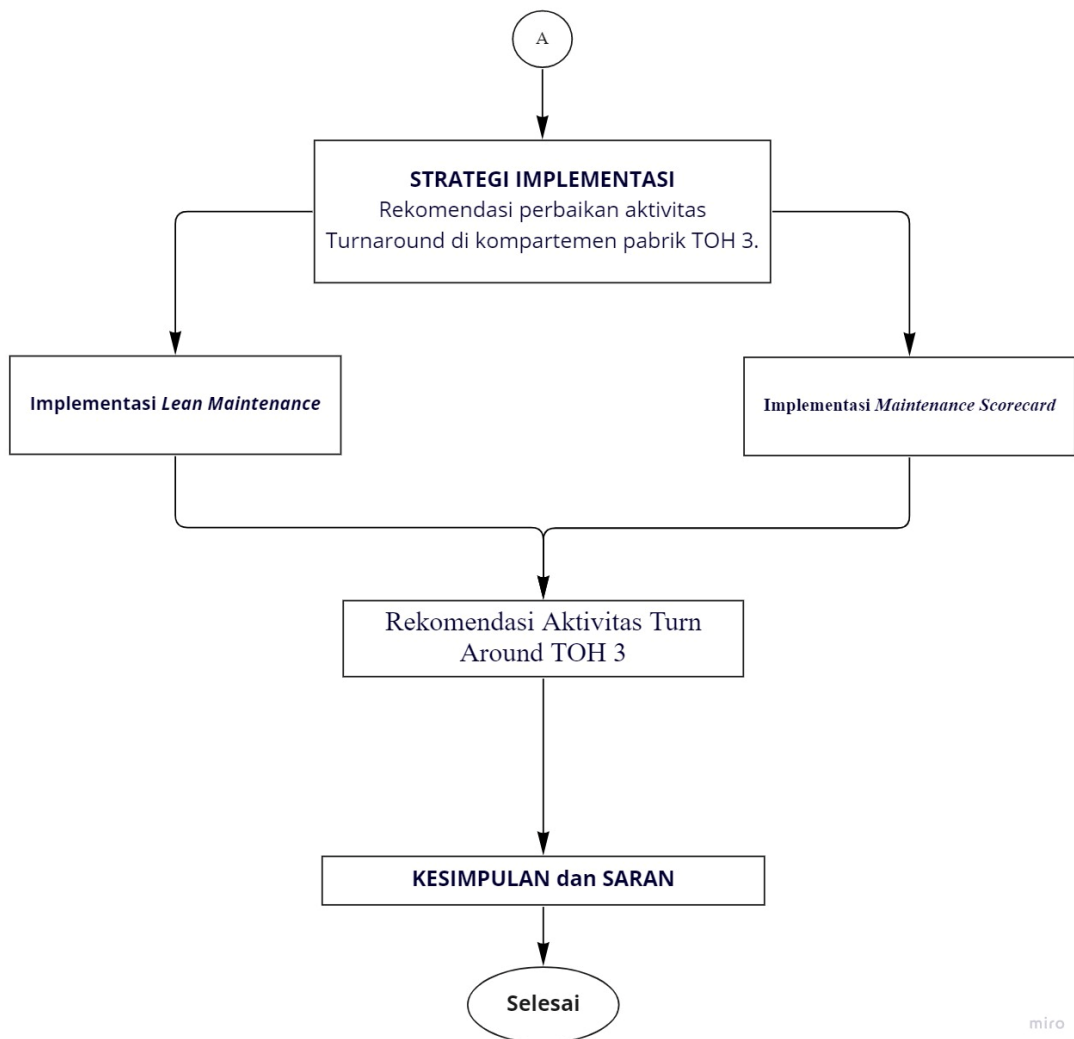 A
STRATEGI IMPLEMENTASI
Rekomendasi perbaikan aktivitas
Turnaround di kompartemen pabrik TOH 3.
Implementasi Lean Maintenance
Implementasi Maintenance Scorecard
Rekomendasi Aktivitas Turn
Around TOH 3
KESIMPULAN dan SARAN
Selesai
miro